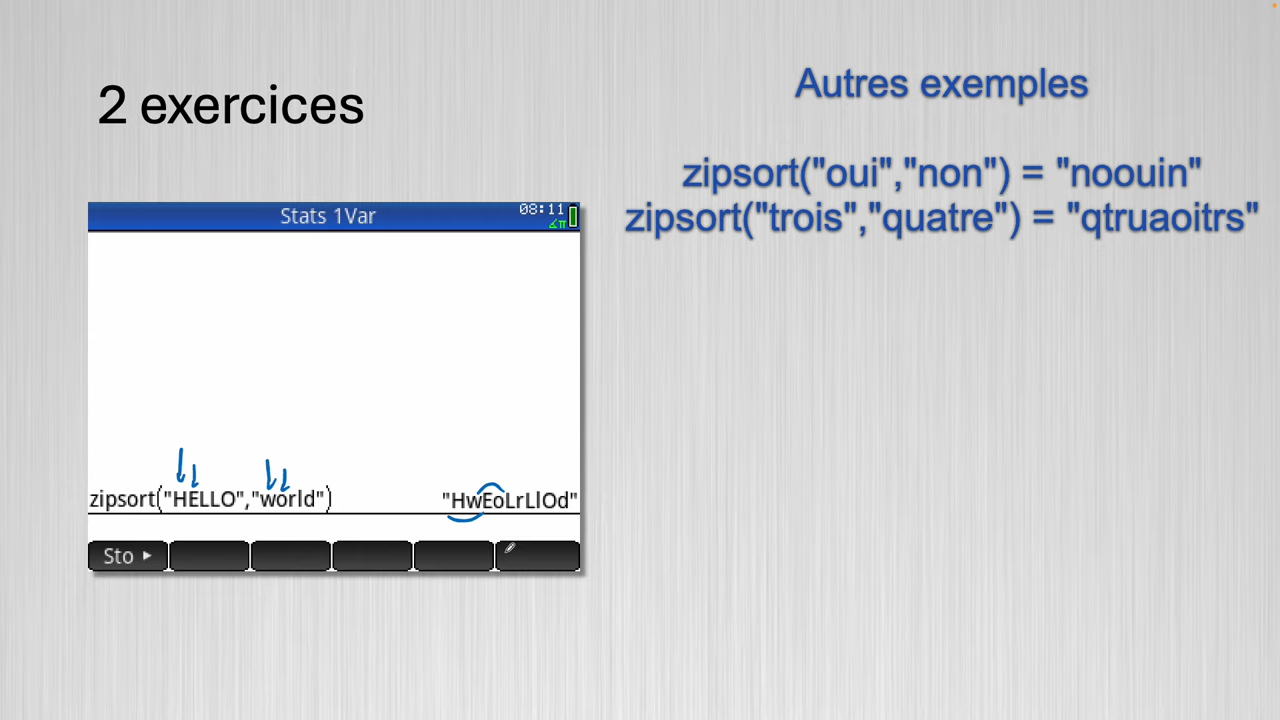 2 exercices
Stats 1Var
08:11
∡π
zipsort("HELLO","world")
"HwEoLrLlOd"
Sto ▶
Autres exemples
zipsort("oui","non") = "noouin"
zipsort("trois","quatre") = "qtruaoitrs"